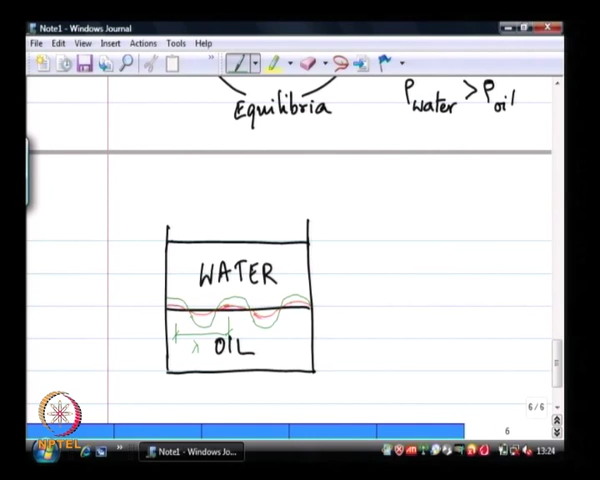 Note1 - Windows Journal
File Edit View Insert Actions Tools Help
Equilibria
ρwater > ρoil
WATER
λ OIL
6 / 6
6
NPTEL
Note1 - Windows Jo...
13:24